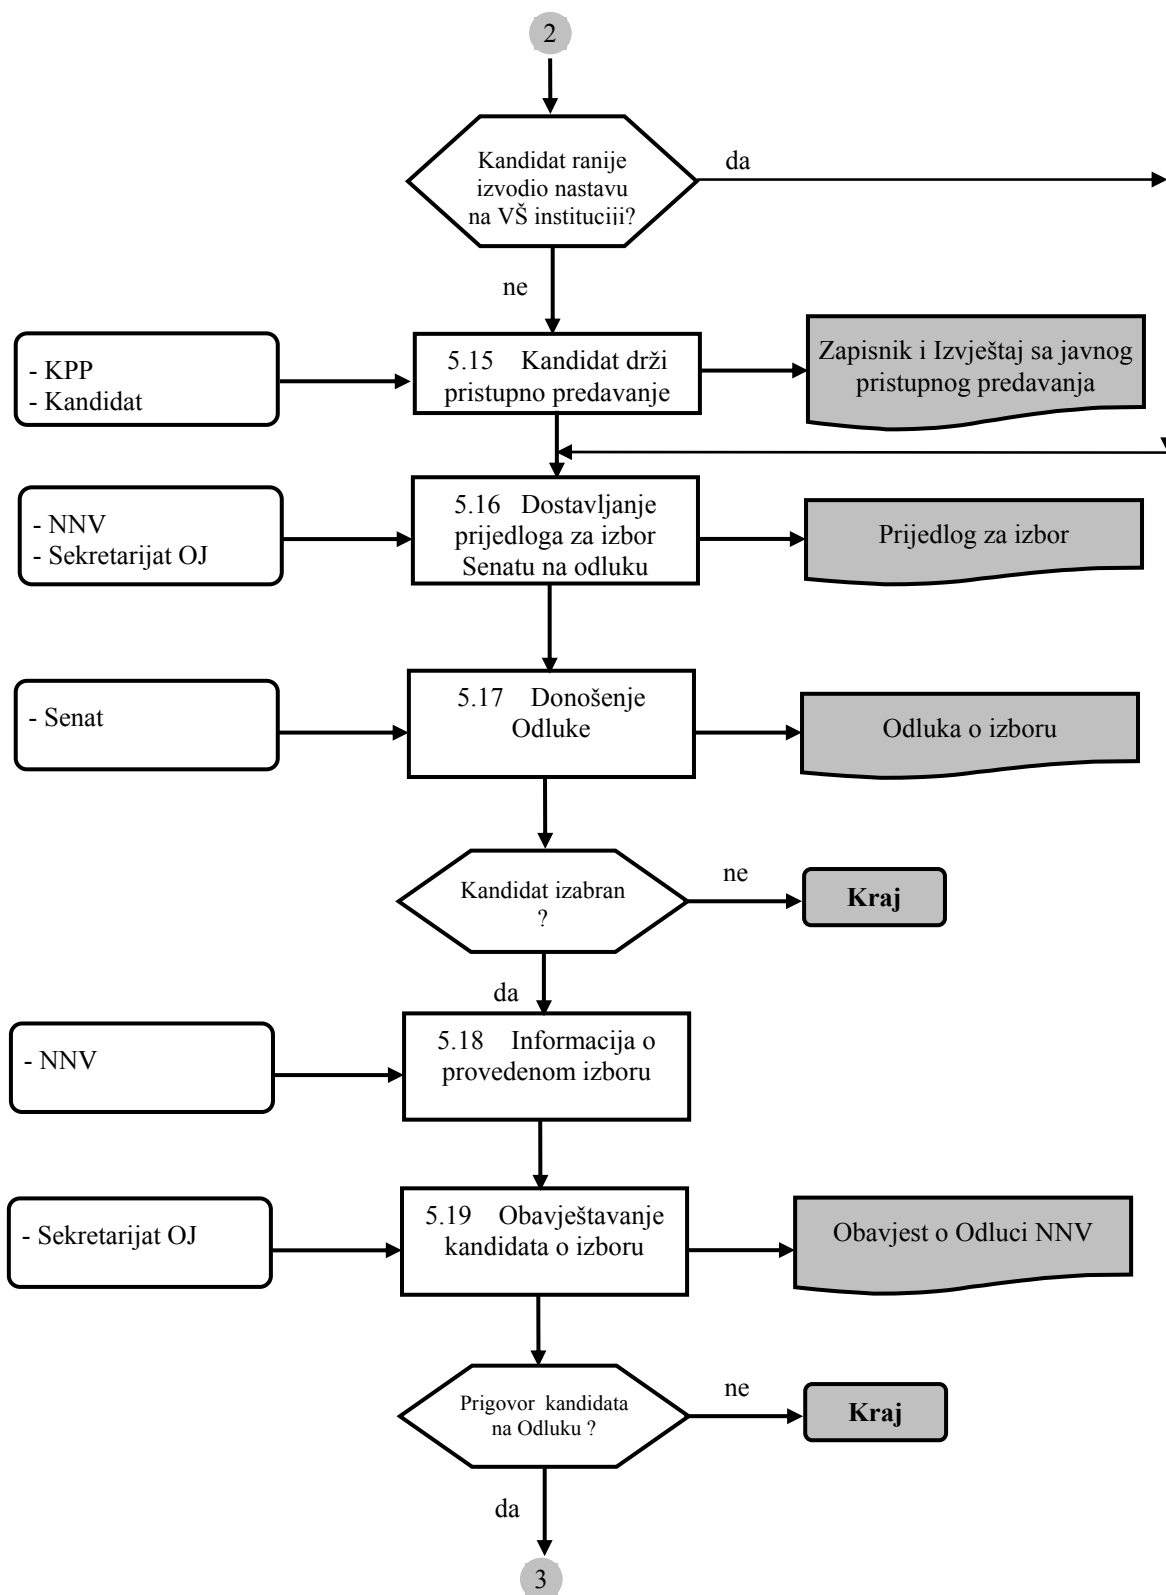 2
Kandidat ranije
izvodio nastavu
na VŠ instituciji?
da
ne
- KPP
- Kandidat
5.15 Kandidat drži
pristupno predavanje
Zapisnik i Izvještaj sa javnog
pristupnog predavanja
- NNV
- Sekretarijat OJ
5.16 Dostavljanje
prijedloga za izbor
Senatu na odluku
Prijedlog za izbor
- Senat
5.17 Donošenje
Odluke
Odluka o izboru
Kandidat izabran
?
ne
Kraj
da
- NNV
5.18 Informacija o
provedenom izboru
- Sekretarijat OJ
5.19 Obavještavanje
kandidata o izboru
Obavjest o Odluci NNV
Prigovor kandidata
na Odluku ?
ne
Kraj
da
3